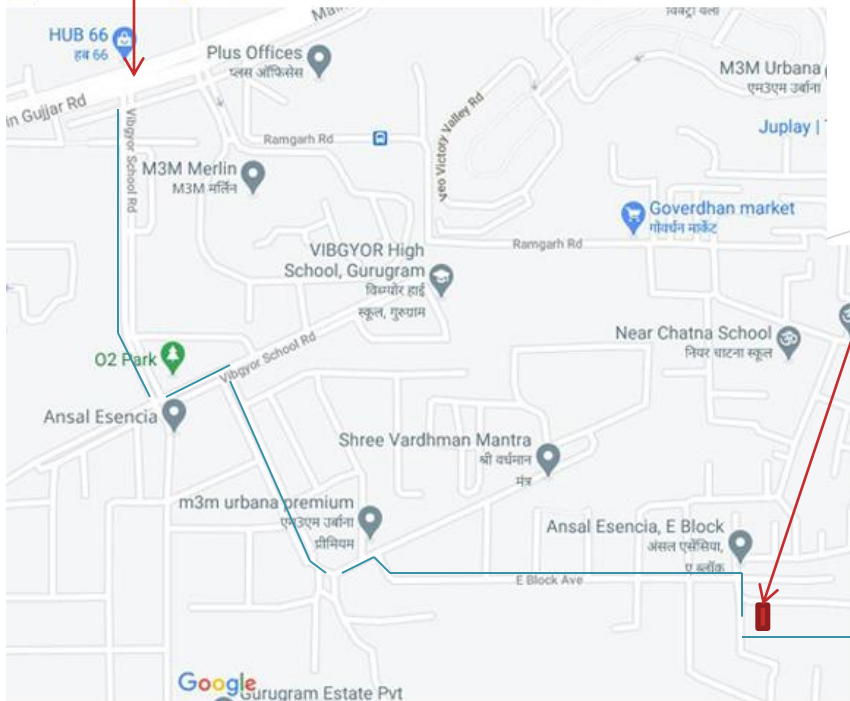 HUB 66
हब 66
Plus Offices
प्लस ऑफिसेस
M3M Urbana
एम3एम उर्बाना
in Gujjar Rd
Juplay |
Vibgyor School Rd
Ramgarh Rd
Victory Valley Rd
M3M Merlin
M3M मर्लिन
Goverdhan market
गोवर्धन मार्केट
Ramgarh Rd
VIBGYOR High
School, Gurugram
विब्ग्योर हाई
स्कूल, गुरुग्राम
Near Chatna School
नियर चाटना स्कूल
O2 Park
Vibgyor School Rd
Ansal Esencia
Shree Vardhman Mantra
श्री वर्धमान
मंत्र
m3m urbana premium
एम3एम उर्बाना
प्रीमियम
Ansal Esencia, E Block
अंसल एसेंसिया,
ए ब्लॉक
E Block Ave
Google
Gurugram Estate Pvt